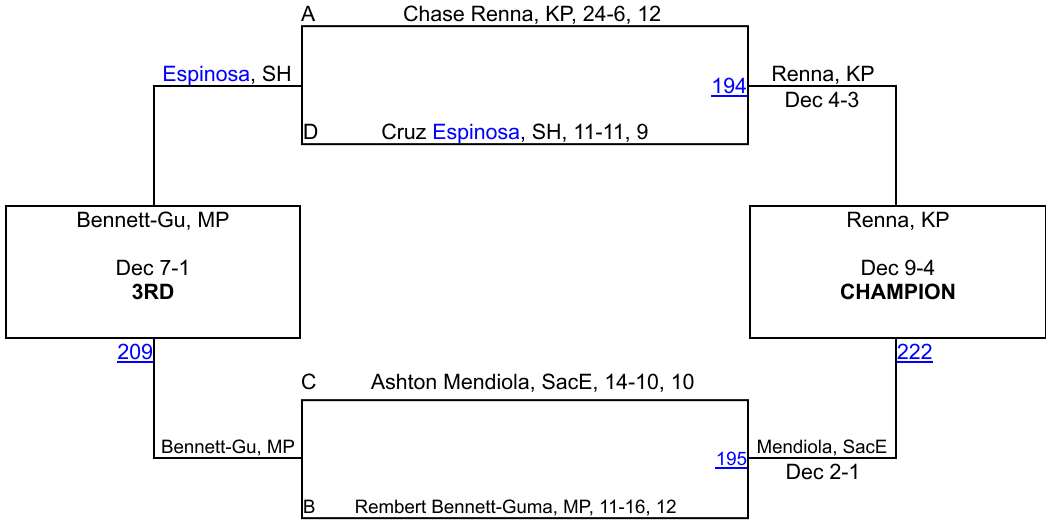 A Chase Renna, KP, 24-6, 12
Espinosa, SH
194 Renna, KP
Dec 4-3
D Cruz Espinosa, SH, 11-11, 9
Bennett-Gu, MP
Dec 7-1
3RD
Renna, KP
Dec 9-4
CHAMPION
209
222
C Ashton Mendiola, SacE, 14-10, 10
Bennett-Gu, MP
195 Mendiola, SacE
Dec 2-1
B Rembert Bennett-Guma, MP, 11-16, 12